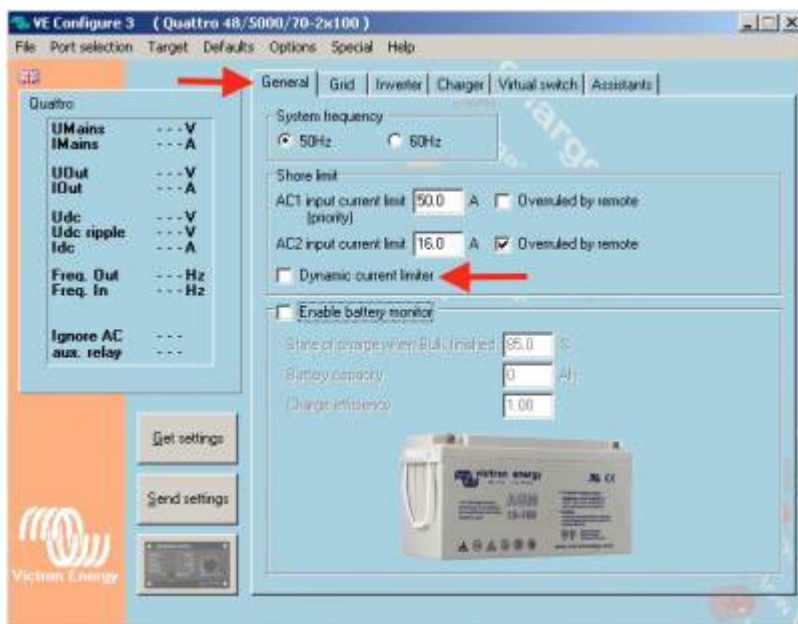 VE Configure 3 ( Quattro 48/5000/70-2x100 )
File Port selection Target Defaults Options Special Help
General Grid Inverter Charger Virtual switch Assistants
Quattro
UMains ---V
IMains ---A
UOut ---V
IOut ---A
Udc ---V
Udc ripple ---V
Idc ---A
Freq. Out ---Hz
Freq. In ---Hz
Ignore AC ---
aux. relay ---
System frequency
50Hz 60Hz
Shore limit
AC1 input current limit 50.0 A Overruled by remote
(priority)
AC2 input current limit 16.0 A Overruled by remote
Dynamic current limiter
Enable battery monitor
State of charge when Bulk finished 85.0 %
Battery capacity 0 Ah
Charge efficiency 1.00
Get settings
Send settings
victron energy
AGM
Victron Energy